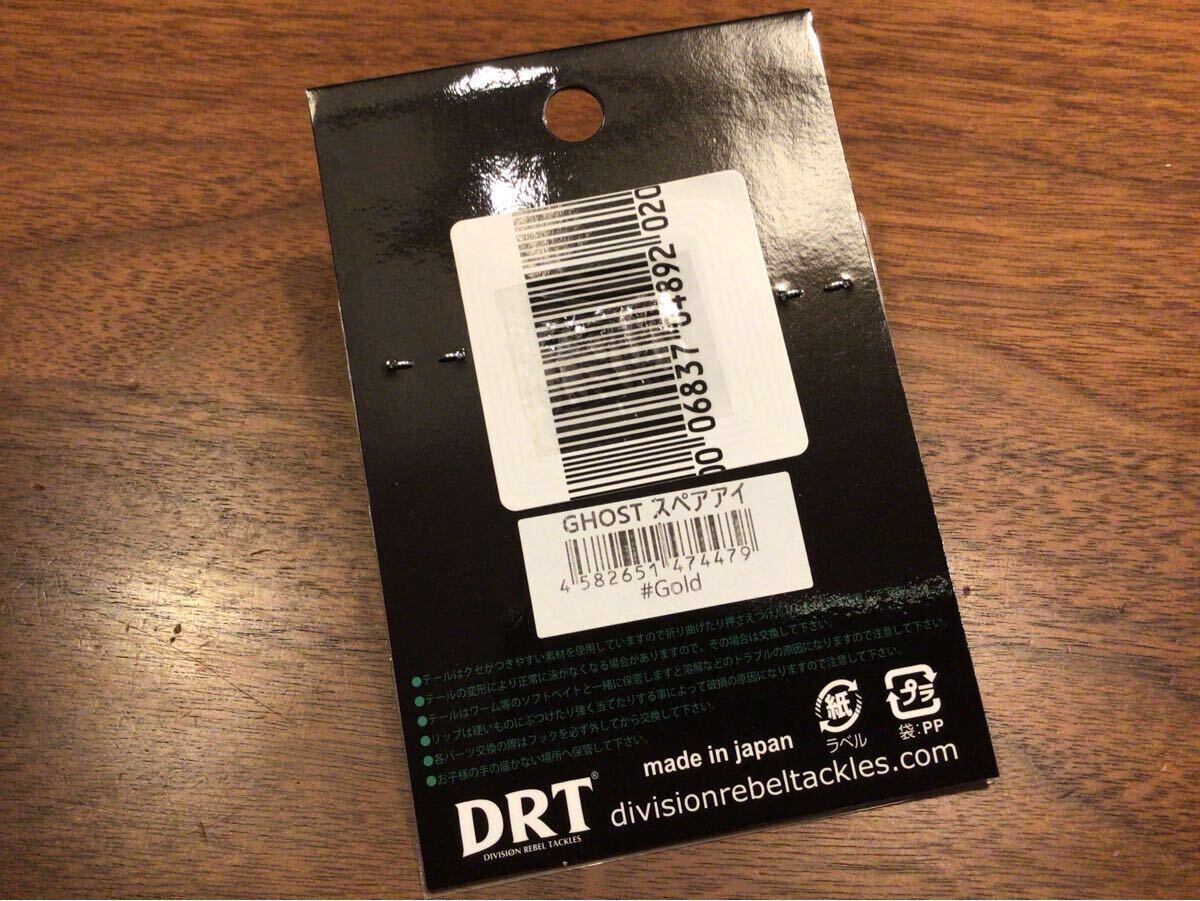 00 06837 04892 020
GHOST スペアアイ
4 582651 474479
#Gold
●テールはクセがつきやすい素材を使用していますので折り曲げたり押さえつけた
●テールの変形により正常に泳がなくなる場合がありますので、その場合は交換して下さい。
●テールはワーム等のソフトベイトと一緒に保管しますと溶解などのトラブルの原因になりますので注意して下さい。
●リップは硬いものにぶつけたり強く当てたりする事によって破損の原因になりますので注意して下さい。
●各パーツ交換の際はフックを必ず外してから交換して下さい。
●お子様の手の届かない場所へ保管して下さい。
紙
ラベル
プラ
袋:PP
made in japan
DRT®
DIVISION REBEL TACKLES
divisionrebeltackles.com